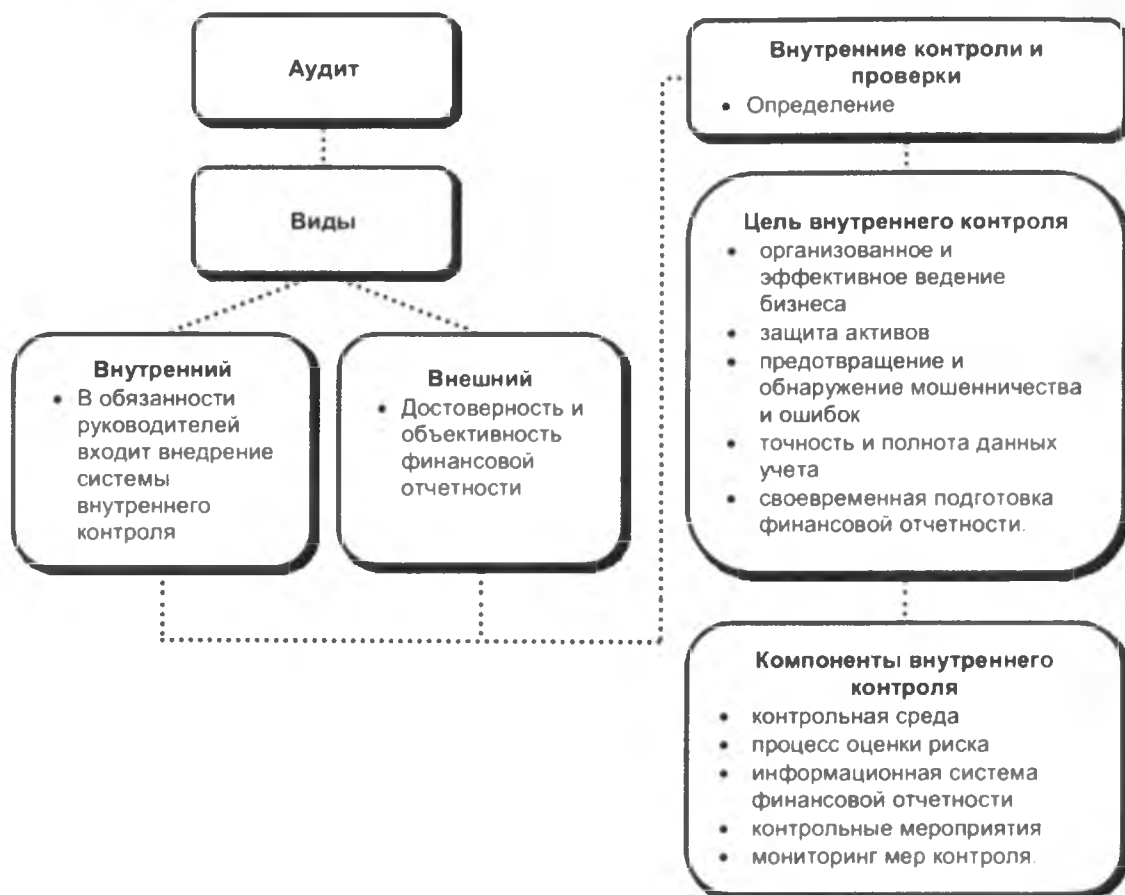 Аудит
Виды
Внутренний
• В обязанности
руководителей
входит внедрение
системы
внутреннего
контроля
Внешний
• Достоверность и
объективность
финансовой
отчетности
Внутренние контроли и
проверки
• Определение
Цель внутреннего контроля
• организованное и
эффективное ведение
бизнеса
• защита активов
• предотвращение и
обнаружение мошенничества
и ошибок
• точность и полнота данных
учета
• своевременная подготовка
финансовой отчетности.
Компоненты внутреннего
контроля
• контрольная среда
• процесс оценки риска
• информационная система
финансовой отчетности
• контрольные мероприятия
• мониторинг мер контроля.